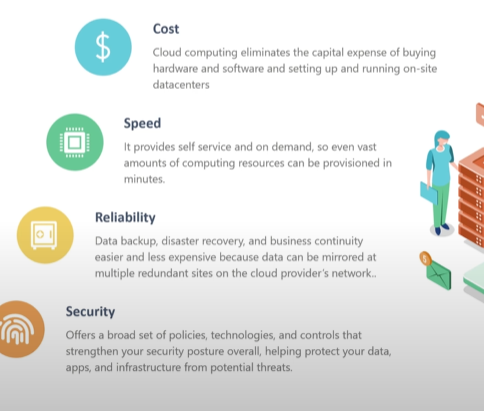 Cost
Cloud computing eliminates the capital expense of buying
hardware and software and setting up and running on-site
datacenters
Speed
It provides self service and on demand, so even vast
amounts of computing resources can be provisioned in
minutes.
Reliability
Data backup, disaster recovery, and business continuity
easier and less expensive because data can be mirrored at
multiple redundant sites on the cloud provider's network..
Security
Offers a broad set of policies, technologies, and controls that
strengthen your security posture overall, helping protect your data,
apps, and infrastructure from potential threats.